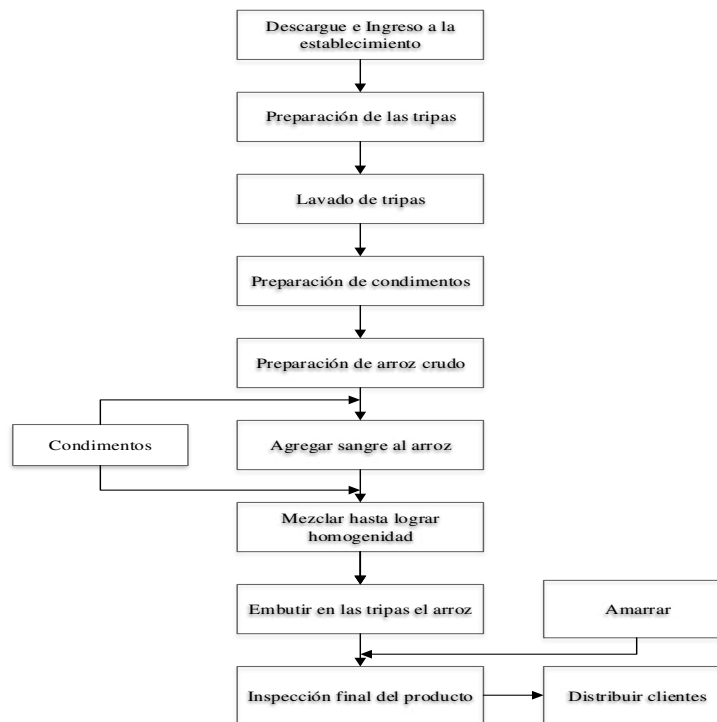 Descargue e Ingreso a la
establecimiento
Preparación de las tripas
Lavado de tripas
Preparación de condimentos
Preparación de arroz crudo
Condimentos
Agregar sangre al arroz
Mezclar hasta lograr
homogenidad
Embutir en las tripas el arroz
Amarrar
Inspección final del producto
Distribuir clientes